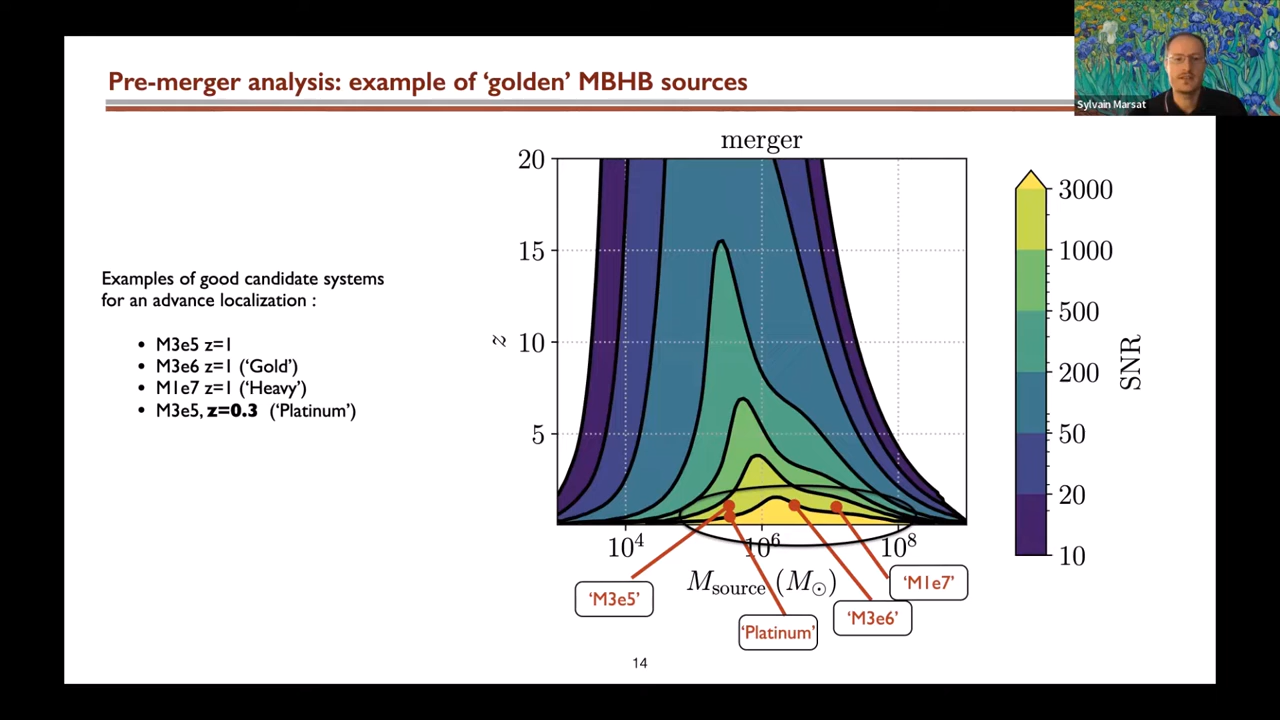 Pre-merger analysis: example of ‘golden’ MBHB sources
Sylvain Marsat
merger
Examples of good candidate systems
for an advance localization :
• M3e5 z=1
• M3e6 z=1 (‘Gold’)
• M1e7 z=1 (‘Heavy’)
• M3e5, z=0.3 (‘Platinum’)
20
15
10
5
z
10⁴ 10⁶ 10⁸
M_source (M_⊙)
3000
1000
500
200
50
20
10
SNR
‘M3e5’
‘Platinum’
‘M3e6’
‘M1e7’
14